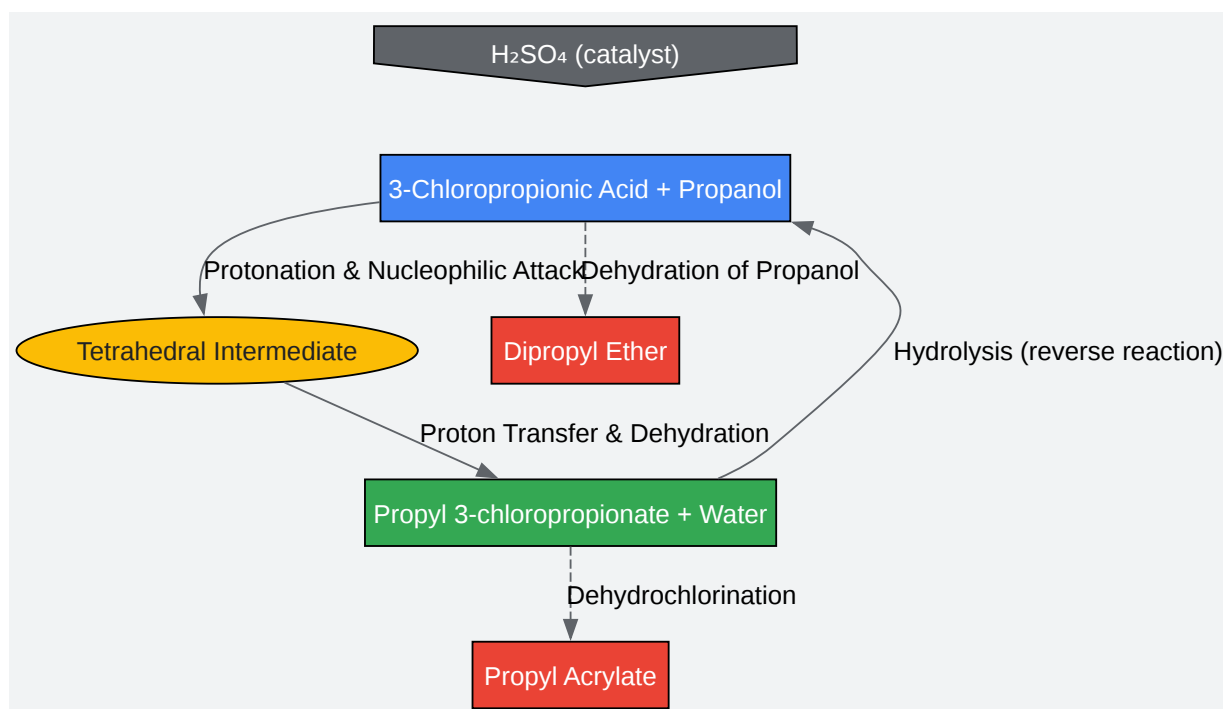 H₂SO₄ (catalyst)
3-Chloropropionic Acid + Propanol
Protonation & Nucleophilic Attack
Dehydration of Propanol
Tetrahedral Intermediate
Dipropyl Ether
Hydrolysis (reverse reaction)
Proton Transfer & Dehydration
Propyl 3-chloropropionate + Water
Dehydrochlorination
Propyl Acrylate